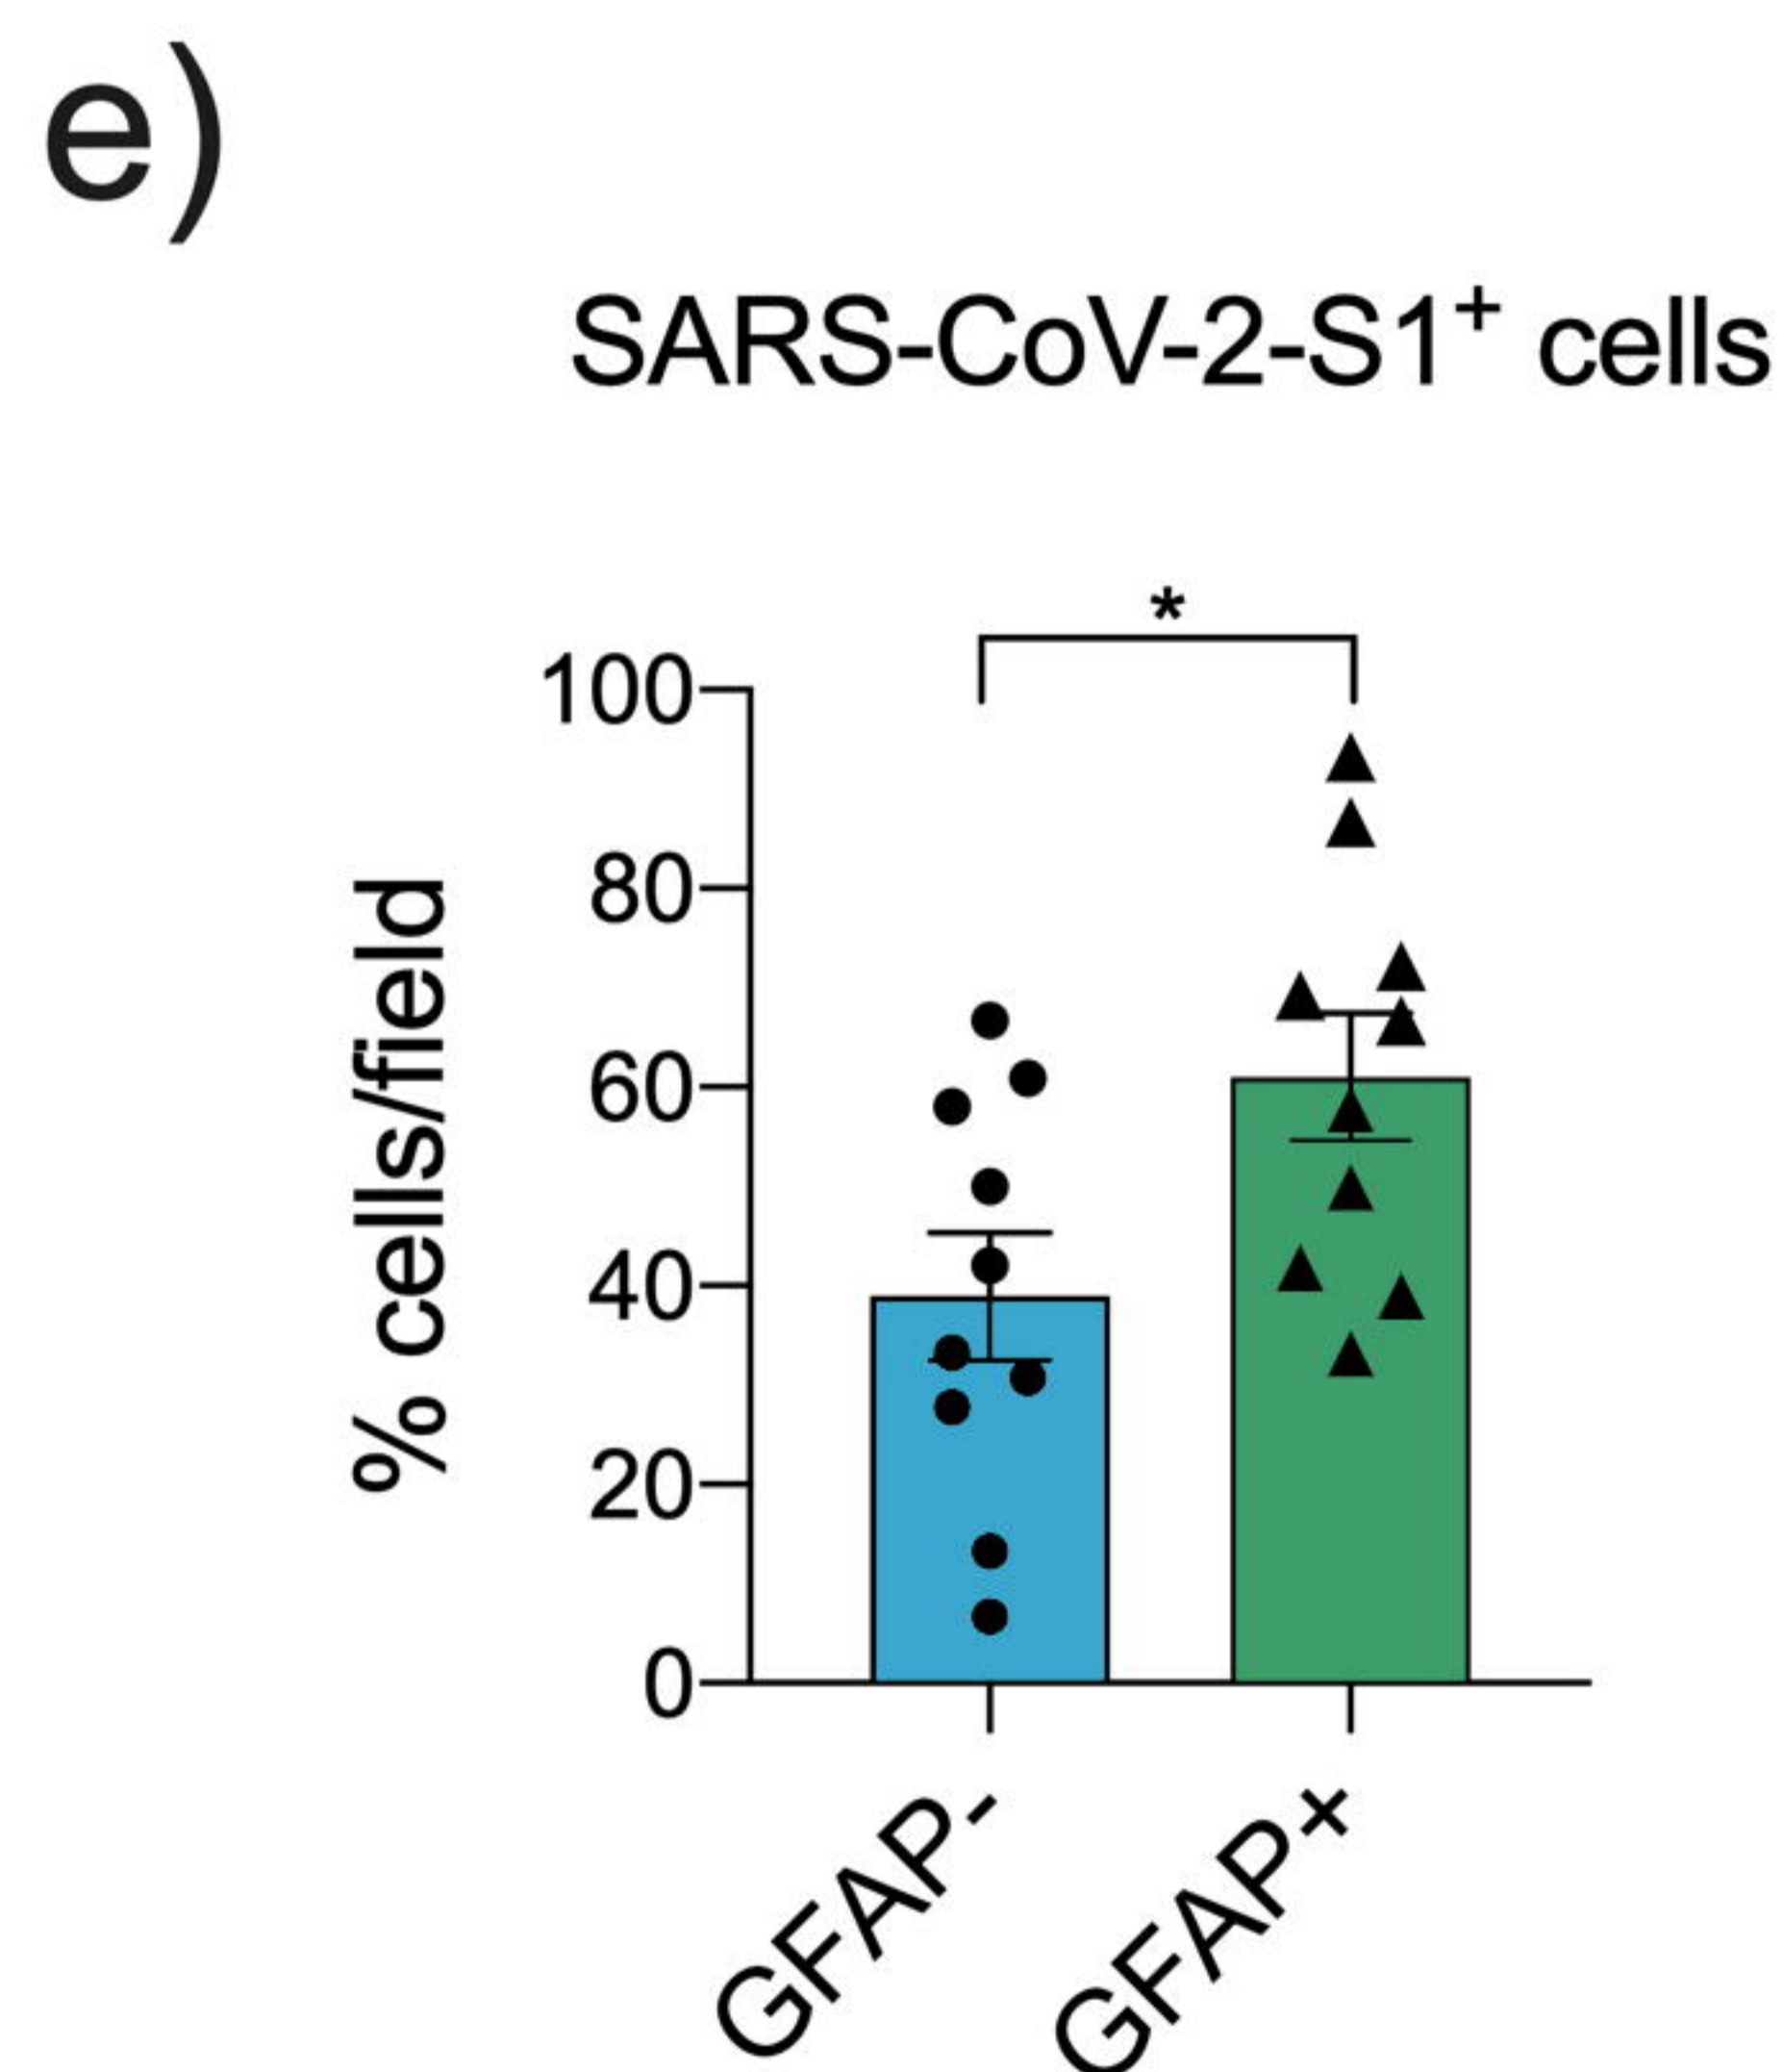 e)
SARS-CoV-2-S1⁺ cells
*
100
80
60
40
20
0
% cells/field
GFAP-
GFAP+